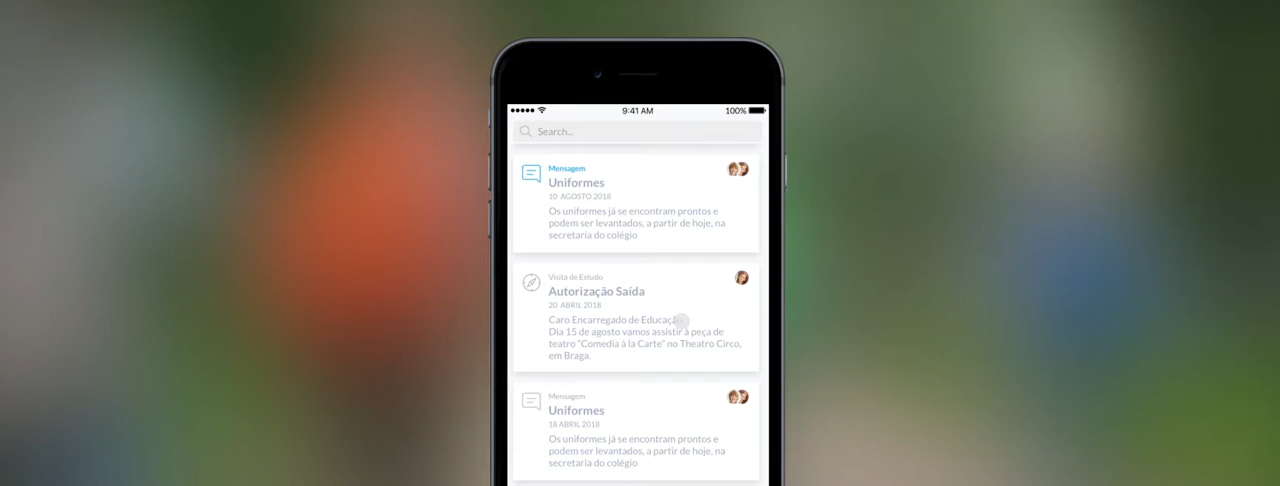 9:41 AM
100%
Search...
Mensagem
Uniformes
10 AGOSTO 2018
Os uniformes já se encontram prontos e
podem ser levantados, a partir de hoje, na
secretaria do colégio
Visita de Estudo
Autorização Saída
20 ABRIL 2018
Caro Encarregado de Educação
Dia 15 de agosto vamos assistir à peça de
teatro "Comedia à la Carte" no Theatro Circo,
em Braga.
Mensagem
Uniformes
18 ABRIL 2018
Os uniformes já se encontram prontos e
podem ser levantados, a partir de hoje, na
secretaria do colégio